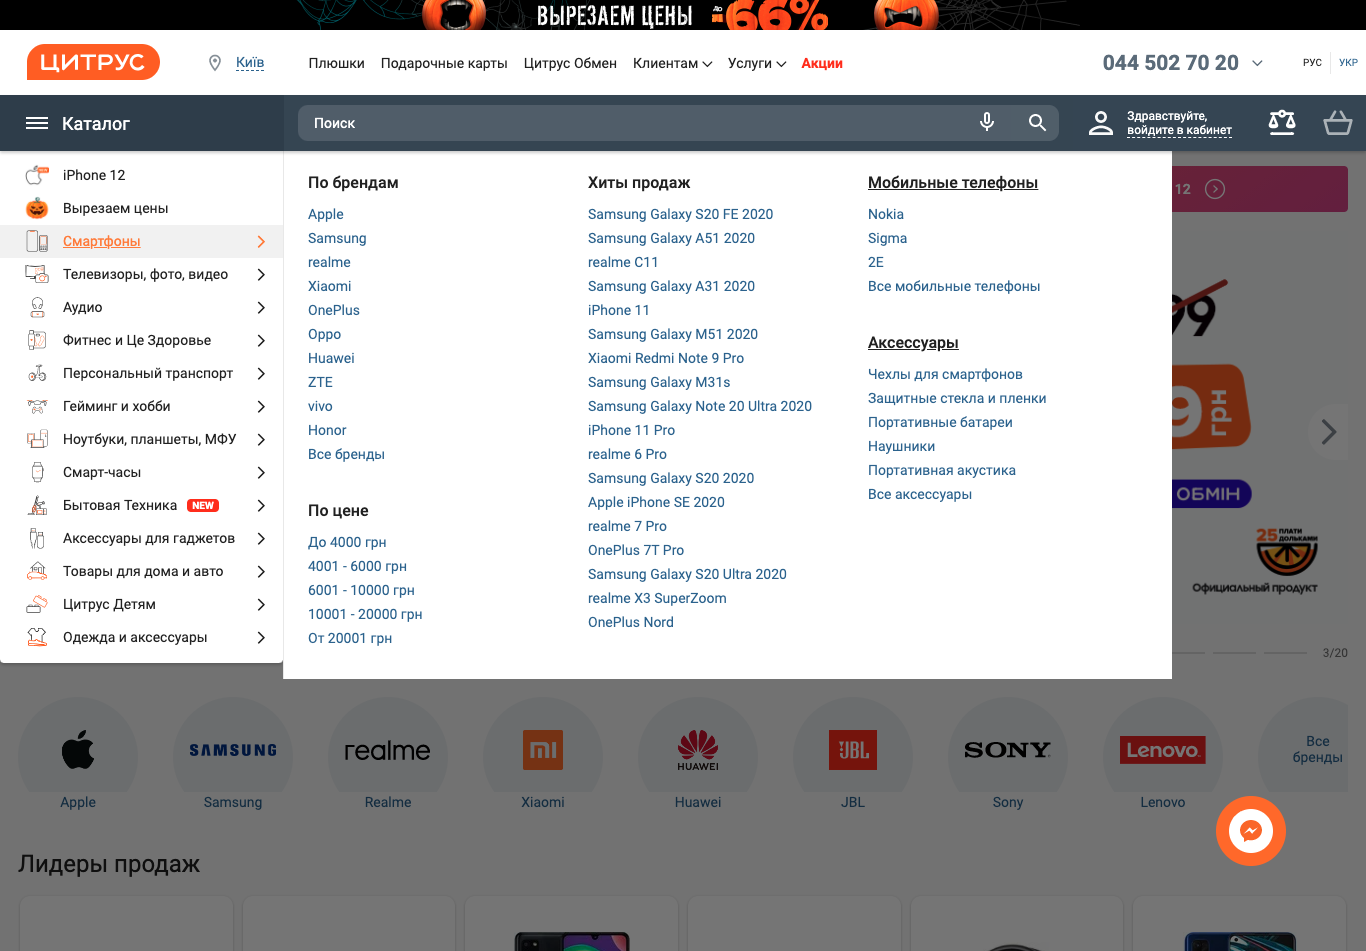 ВЫРЕЗАЕМ ЦЕНЫ ДО 66%
ЦИТРУС
Київ
Плюшки
Подарочные карты
Цитрус Обмен
Клиентам
Услуги
Акции
044 502 70 20
РУС
УКР
Каталог
Поиск
Здравствуйте,
войдите в кабинет
iPhone 12
Вырезаем цены
Смартфоны
Телевизоры, фото, видео
Аудио
Фитнес и Це Здоровье
Персональный транспорт
Гейминг и хобби
Ноутбуки, планшеты, МФУ
Смарт-часы
Бытовая Техника NEW
Аксессуары для гаджетов
Товары для дома и авто
Цитрус Детям
Одежда и аксессуары
По брендам
Apple
Samsung
realme
Xiaomi
OnePlus
Oppo
Huawei
ZTE
vivo
Honor
Все бренды
По цене
До 4000 грн
4001 - 6000 грн
6001 - 10000 грн
10001 - 20000 грн
От 20001 грн
Хиты продаж
Samsung Galaxy S20 FE 2020
Samsung Galaxy A51 2020
realme C11
Samsung Galaxy A31 2020
iPhone 11
Samsung Galaxy M51 2020
Xiaomi Redmi Note 9 Pro
Samsung Galaxy M31s
Samsung Galaxy Note 20 Ultra 2020
iPhone 11 Pro
realme 6 Pro
Samsung Galaxy S20 2020
Apple iPhone SE 2020
realme 7 Pro
OnePlus 7T Pro
Samsung Galaxy S20 Ultra 2020
realme X3 SuperZoom
OnePlus Nord
Мобильные телефоны
Nokia
Sigma
2E
Все мобильные телефоны
Аксессуары
Чехлы для смартфонов
Защитные стекла и пленки
Портативные батареи
Наушники
Портативная акустика
Все аксессуары
12
99
9 грн
ОБМІН
25 ПЛАТИ
ДОЛЬКАМИ
Официальный продукт
3/20
SAMSUNG
realme
HUAWEI
JBL
SONY
Lenovo
Все
бренды
Apple
Samsung
Realme
Xiaomi
Huawei
JBL
Sony
Lenovo
Лидеры продаж